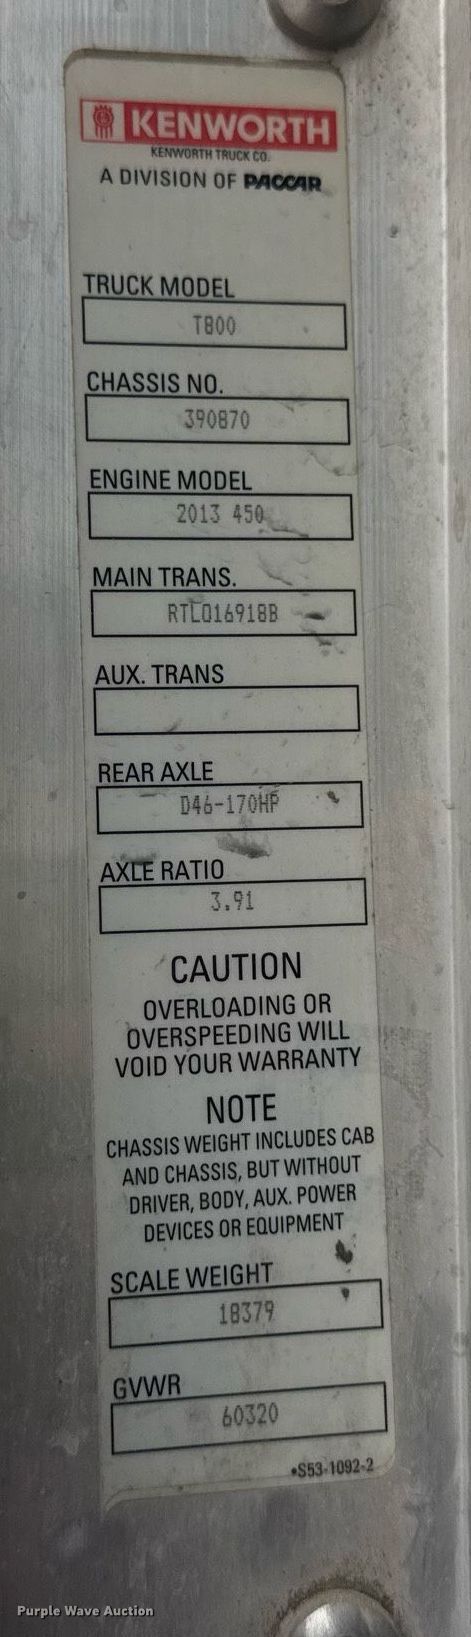 KENWORTH
KENWORTH TRUCK CO.
A DIVISION OF PACCAR
TRUCK MODEL
T800
CHASSIS NO.
390870
ENGINE MODEL
2013 450
MAIN TRANS.
RTLO16918B
AUX. TRANS
REAR AXLE
D46-170HP
AXLE RATIO
3.91
CAUTION
OVERLOADING OR
OVERSPEEDING WILL
VOID YOUR WARRANTY
NOTE
CHASSIS WEIGHT INCLUDES CAB
AND CHASSIS, BUT WITHOUT
DRIVER, BODY, AUX. POWER
DEVICES OR EQUIPMENT
SCALE WEIGHT
18379
GVWR
60320
•S53-1092-2
Purple Wave Auction